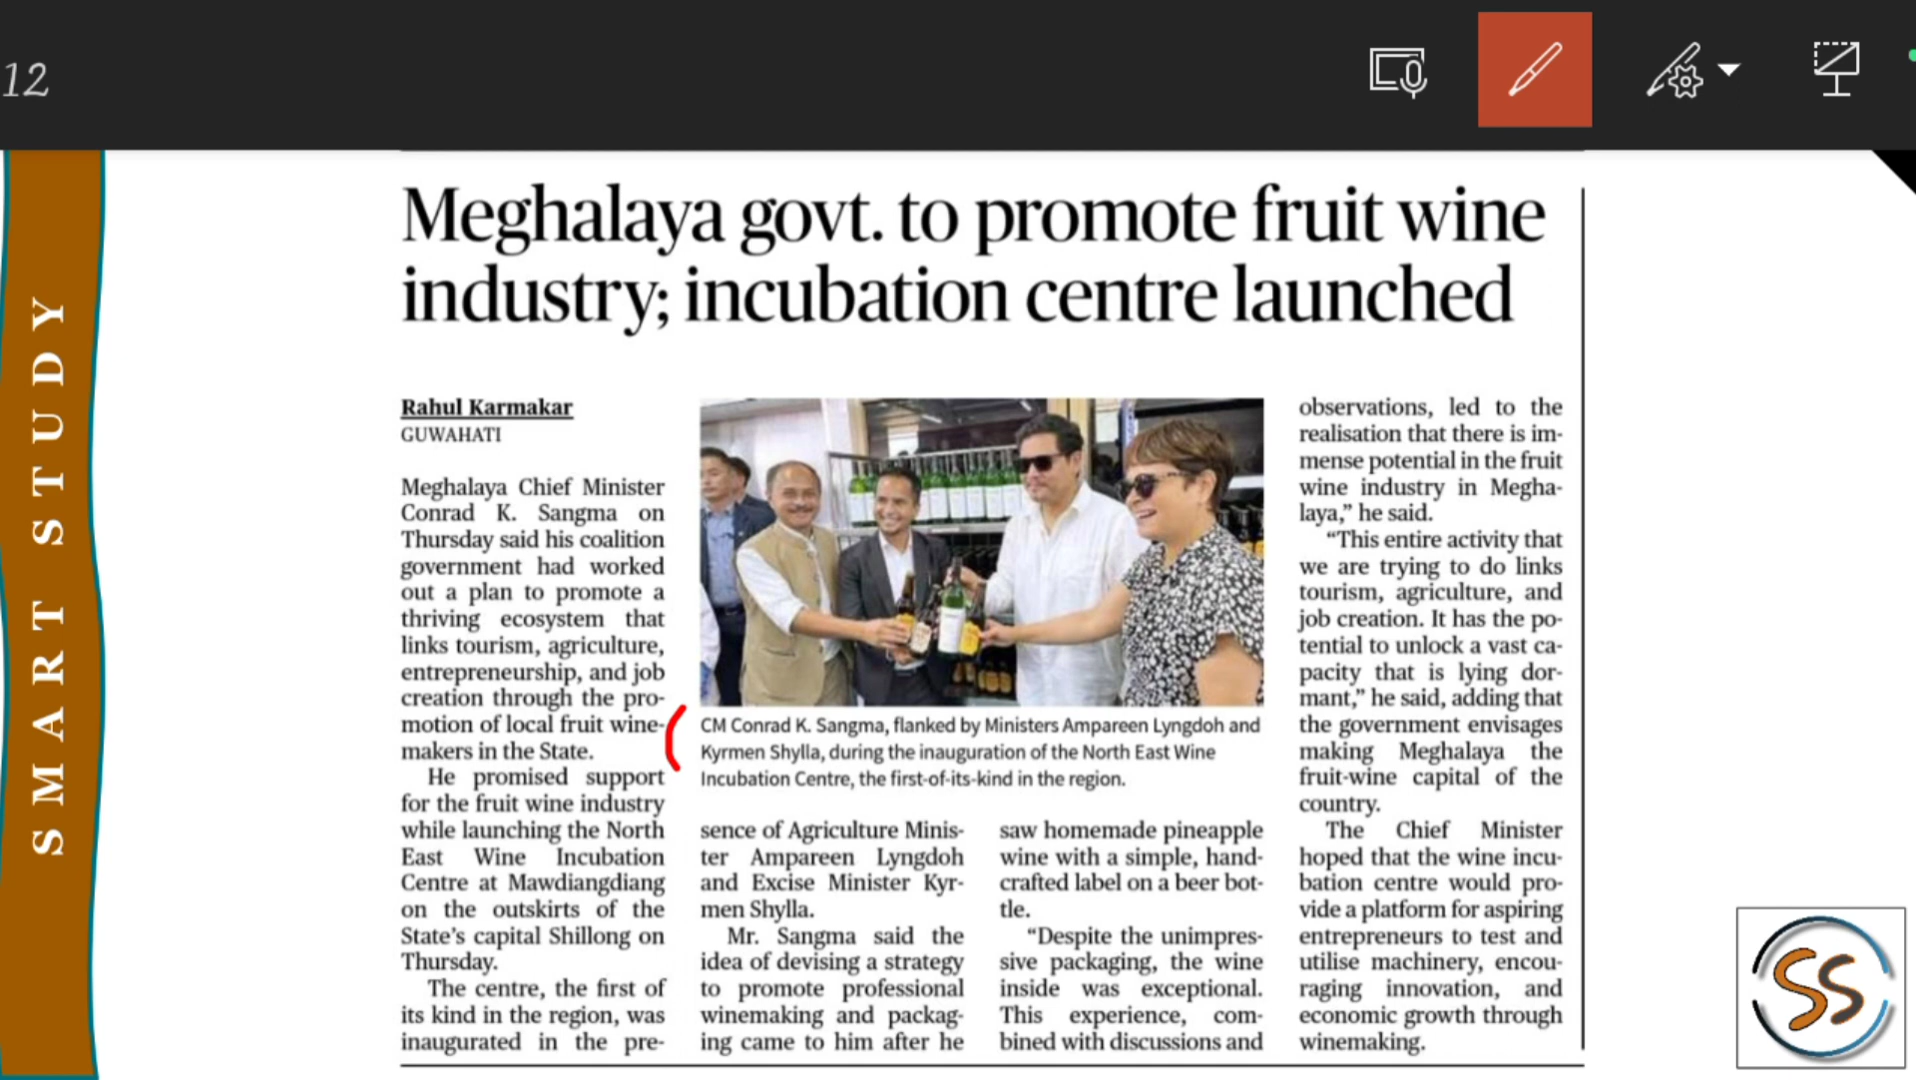 12
SMART STUDY
Meghalaya govt. to promote fruit wine
industry; incubation centre launched
Rahul Karmakar
GUWAHATI
Meghalaya Chief Minister
Conrad K. Sangma on
Thursday said his coalition
government had worked
out a plan to promote a
thriving ecosystem that
links tourism, agriculture,
entrepreneurship, and job
creation through the pro-
motion of local fruit wine-
makers in the State.
He promised support
for the fruit wine industry
while launching the North
East Wine Incubation
Centre at Mawdiangdiang
on the outskirts of the
State's capital Shillong on
Thursday.
The centre, the first of
its kind in the region, was
inaugurated in the pre-
CM Conrad K. Sangma, flanked by Ministers Ampareen Lyngdoh and
Kyrmen Shylla, during the inauguration of the North East Wine
Incubation Centre, the first-of-its-kind in the region.
sence of Agriculture Minis-
ter Ampareen Lyngdoh
and Excise Minister Kyr-
men Shylla.
Mr. Sangma said the
idea of devising a strategy
to promote professional
winemaking and packag-
ing came to him after he
saw homemade pineapple
wine with a simple, hand-
crafted label on a beer bot-
tle.
“Despite the unimpres-
sive packaging, the wine
inside was exceptional.
This experience, com-
bined with discussions and
observations, led to the
realisation that there is im-
mense potential in the fruit
wine industry in Megha-
laya,” he said.
“This entire activity that
we are trying to do links
tourism, agriculture, and
job creation. It has the po-
tential to unlock a vast ca-
pacity that is lying dor-
mant,” he said, adding that
the government envisages
making Meghalaya the
fruit-wine capital of the
country.
The Chief Minister
hoped that the wine incu-
bation centre would pro-
vide a platform for aspiring
entrepreneurs to test and
utilise machinery, encou-
raging innovation, and
economic growth through
winemaking.
SS